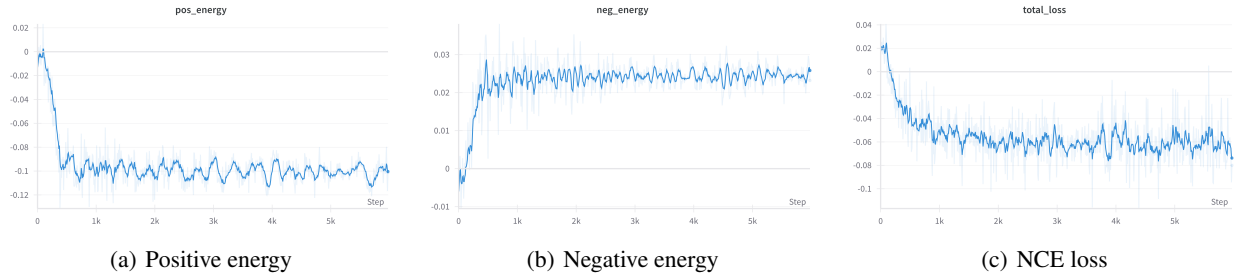 pos_energy
0.02
0
-0.02
-0.04
-0.06
-0.08
-0.1
-0.12
Step
0 1k 2k 3k 4k 5k
(a) Positive energy
neg_energy
0.03
0.02
0.01
0
-0.01
Step
0 1k 2k 3k 4k 5k
(b) Negative energy
total_loss
0.04
0.02
0
-0.02
-0.04
-0.06
-0.08
-0.1
Step
0 1k 2k 3k 4k 5k
(c) NCE loss